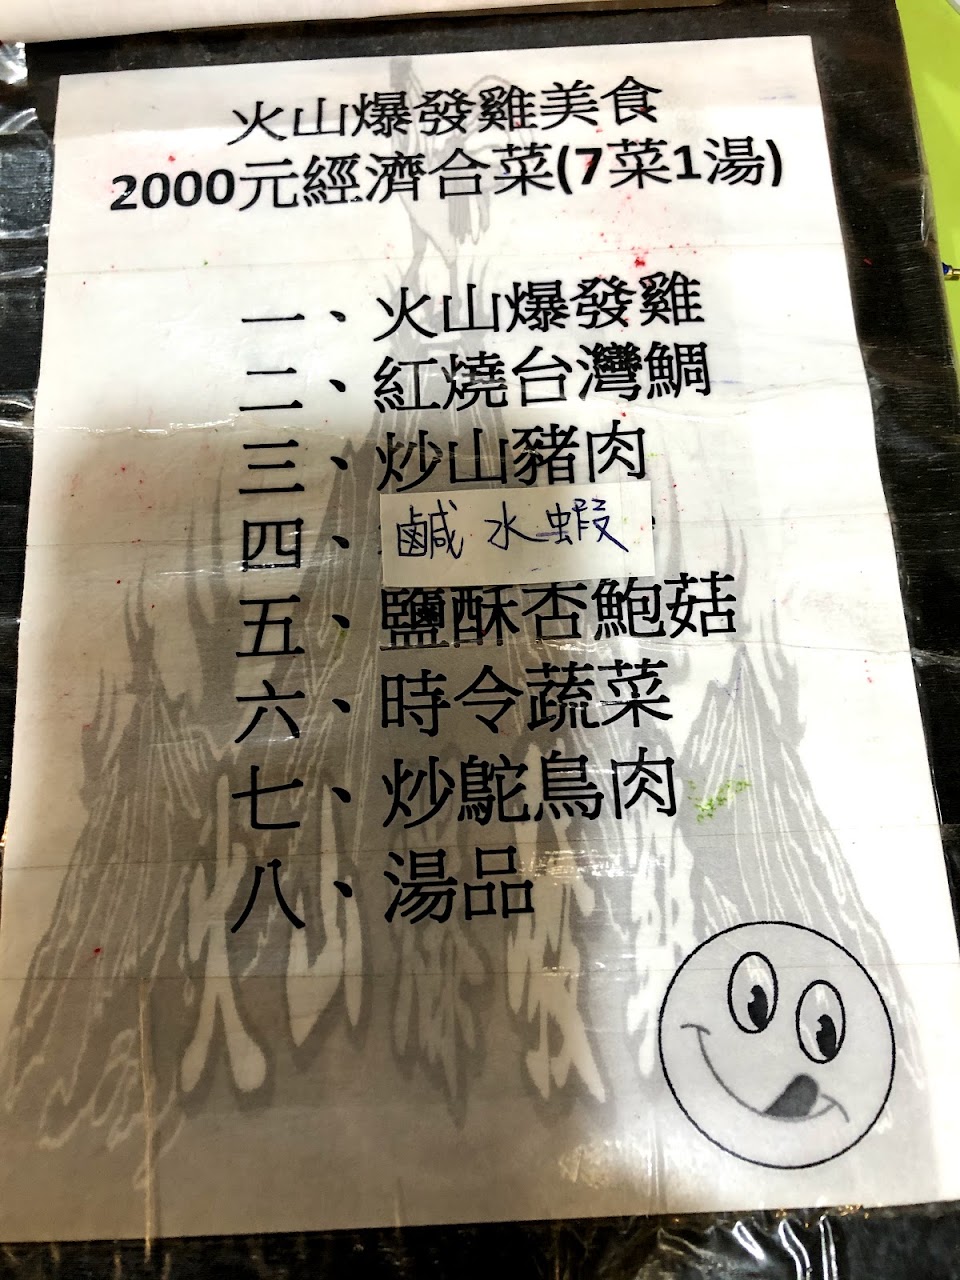 火山爆發雞美食
2000元經濟合菜(7菜1湯)
一、火山爆發雞
二、紅燒台灣鯛
三、炒山豬肉
四、鹹水蝦
五、鹽酥杏鮑菇
六、時令蔬菜
七、炒鴕鳥肉
八、湯品